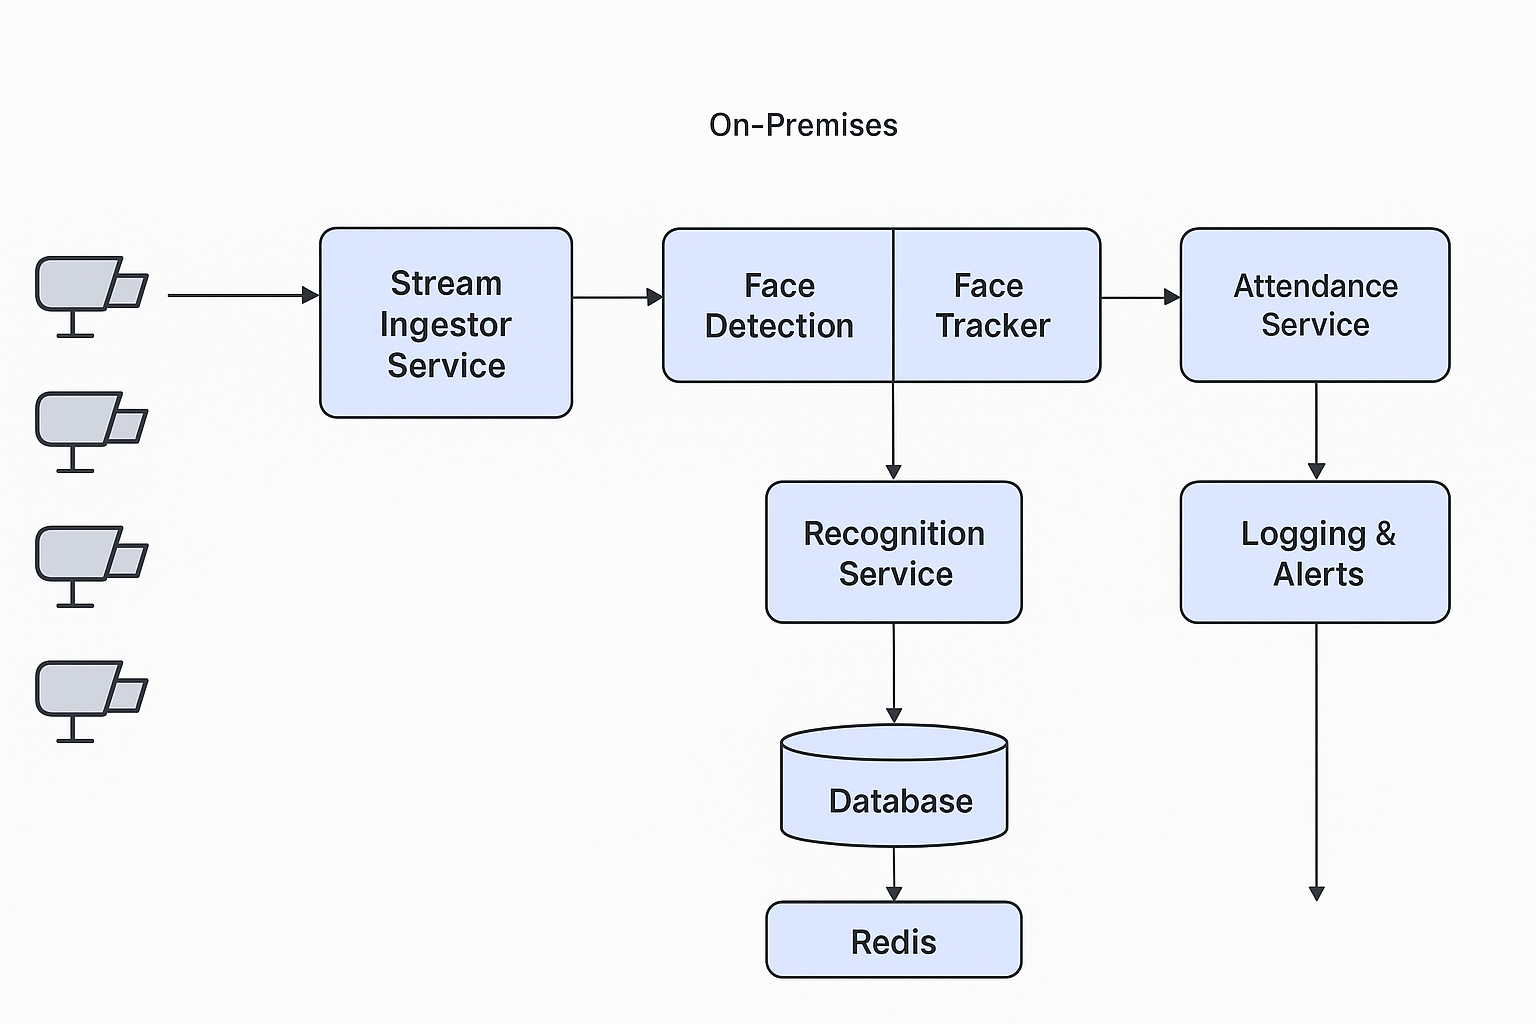 On-Premises
Stream
Ingestor
Service
Face
Detection
Face
Tracker
Attendance
Service
Recognition
Service
Logging &
Alerts
Database
Redis